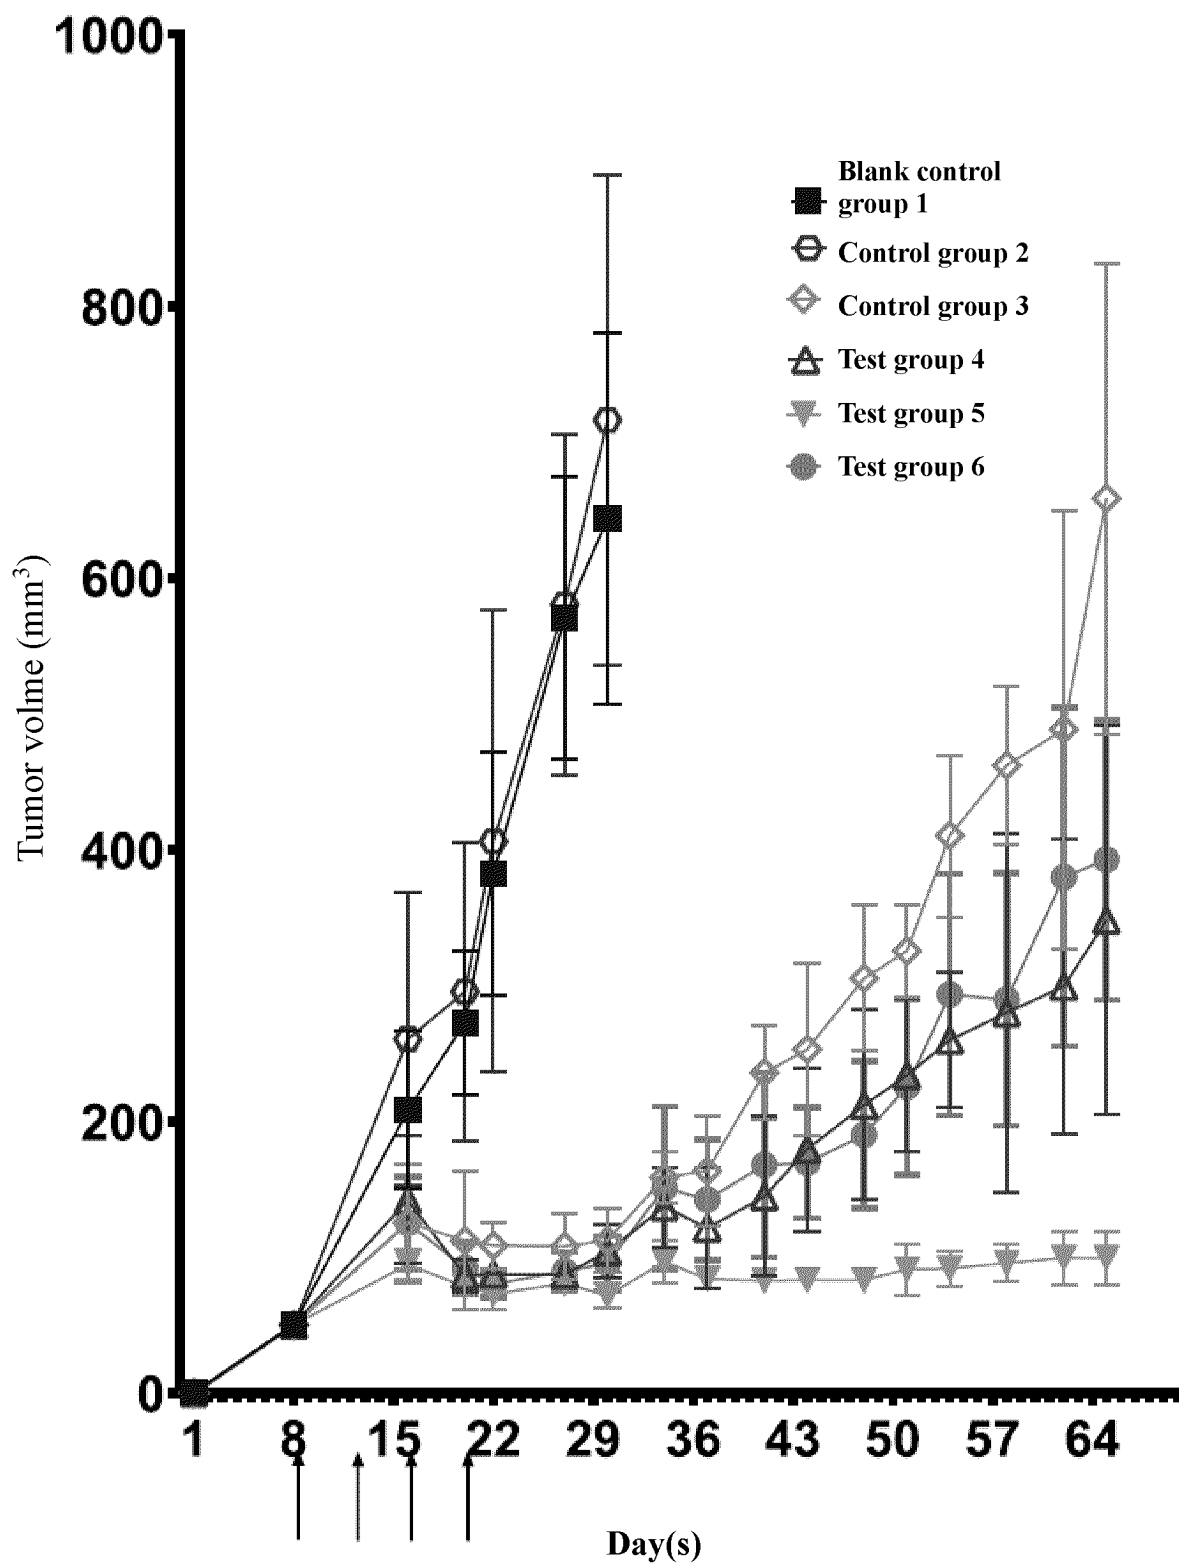 1000
800
600
400
200
0
Tumor volme (mm³)
Blank control
group 1
Control group 2
Control group 3
Test group 4
Test group 5
Test group 6
1 8 15 22 29 36 43 50 57 64
Day(s)